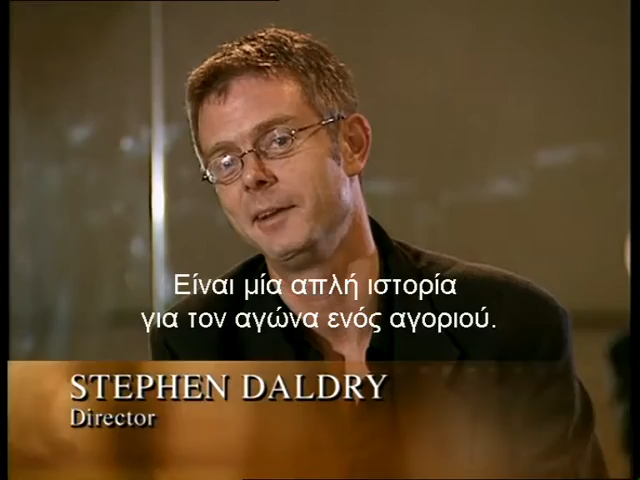 Είναι μία απλή ιστορία
για τον αγώνα ενός αγοριού.
STEPHEN DALDRY
Director